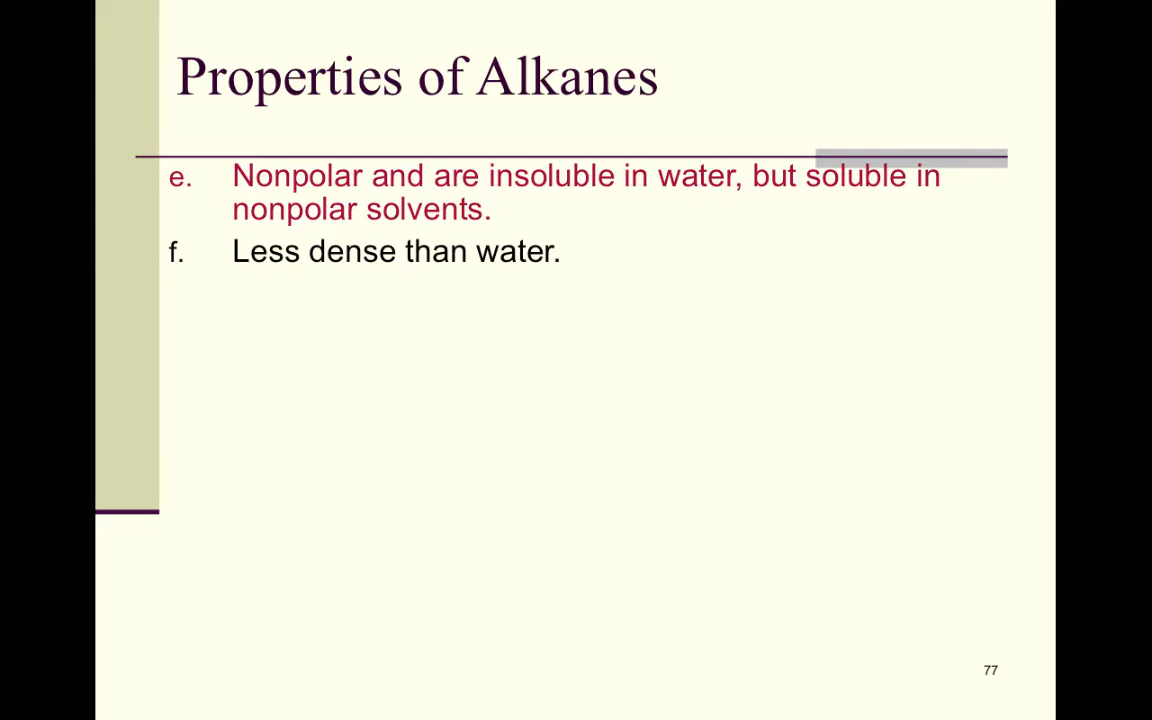 Properties of Alkanes
e. Nonpolar and are insoluble in water, but soluble in
nonpolar solvents.
f. Less dense than water.
77